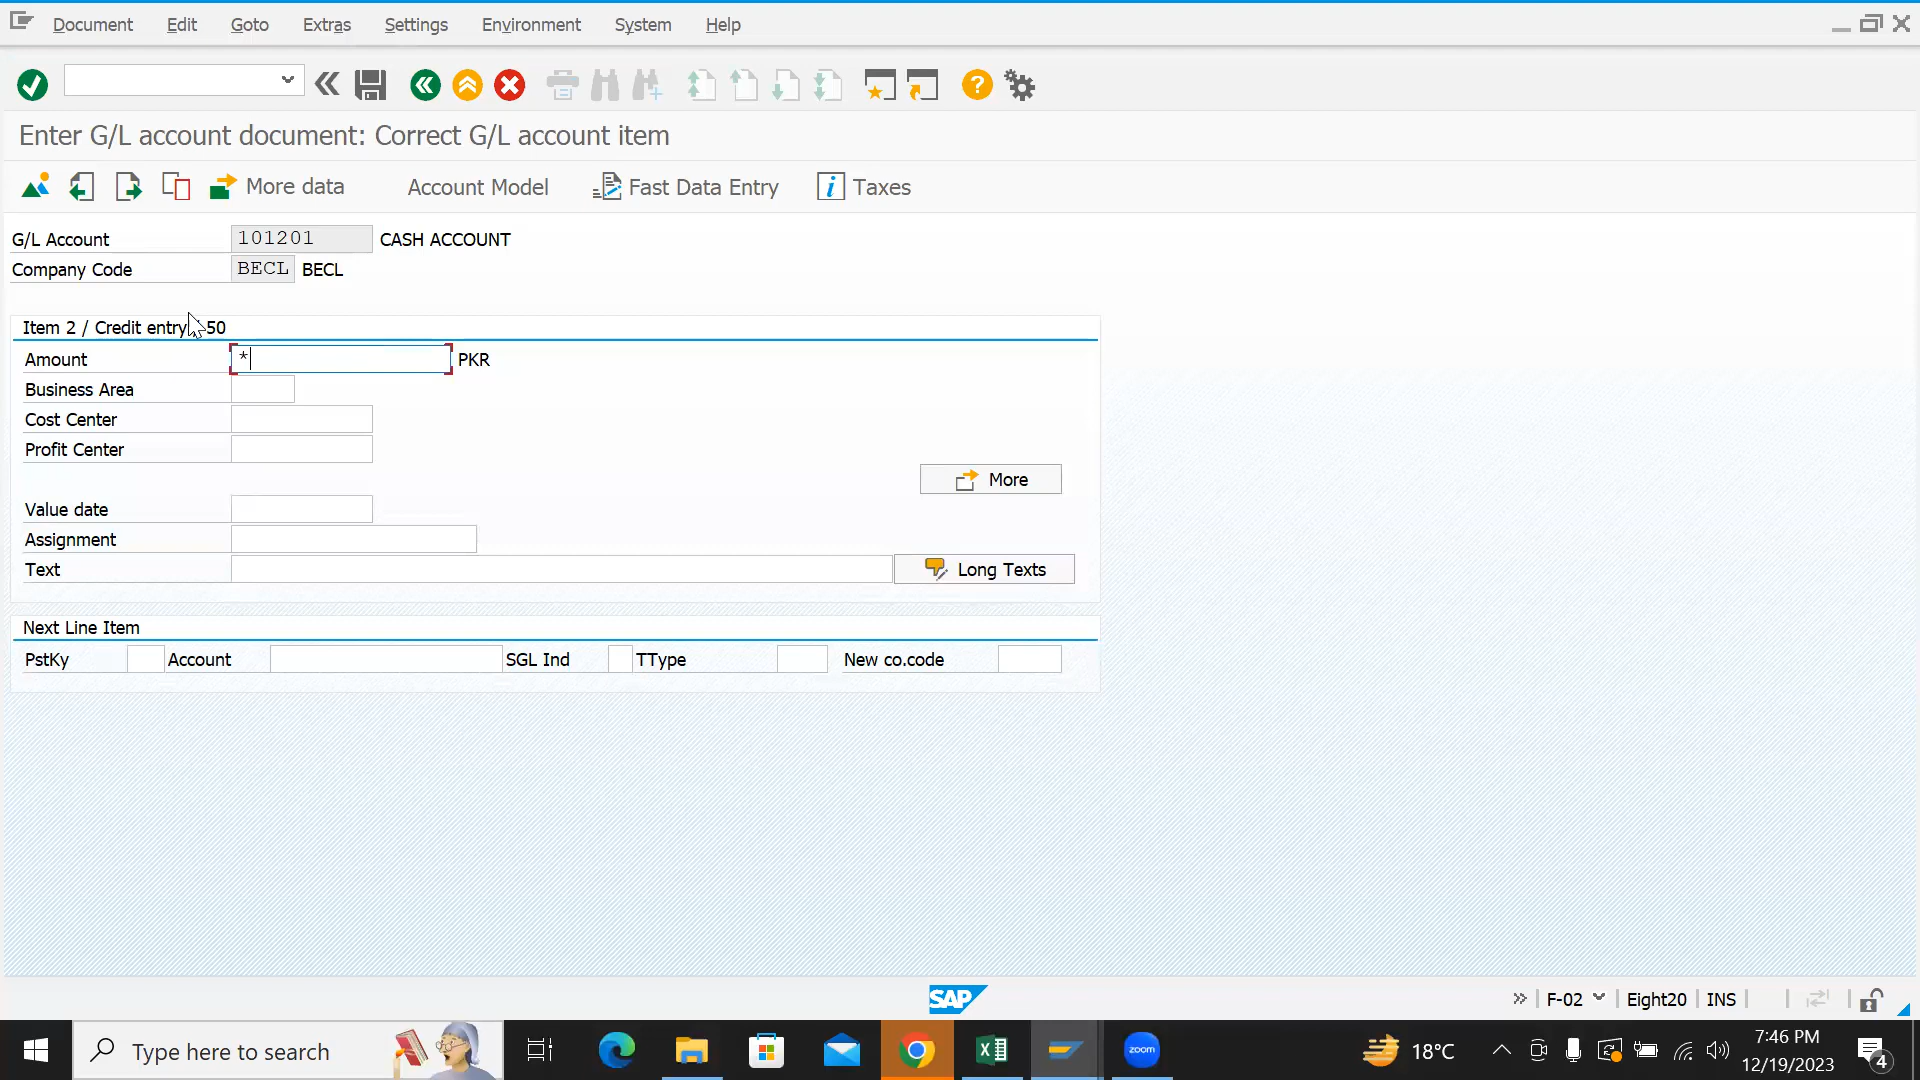 Document Edit Goto Extras Settings Environment System Help
Enter G/L account document: Correct G/L account item
More data Account Model Fast Data Entry Taxes
G/L Account 101201 CASH ACCOUNT
Company Code BECL BECL
Item 2 / Credit entry / 50
Amount * PKR
Business Area
Cost Center
Profit Center
More
Value date
Assignment
Text Long Texts
Next Line Item
PstKy Account SGL Ind TType New co.code
SAP F-02 Eight20 INS
Type here to search zoom 18°C 7:46 PM
12/19/2023 4